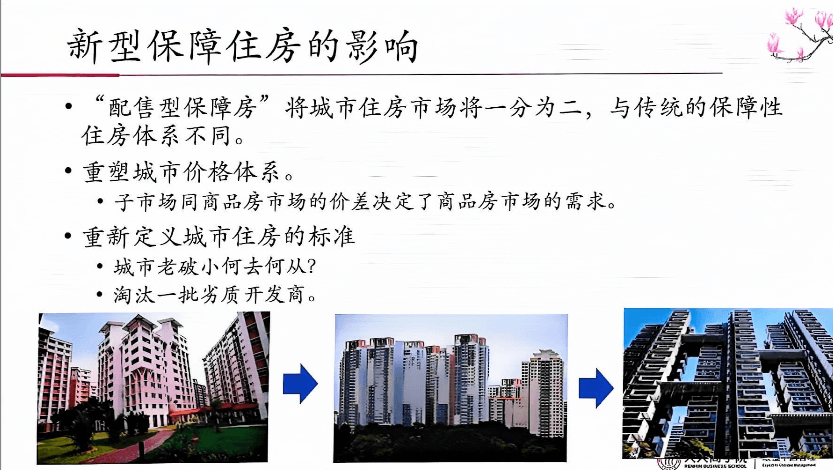 新型保障住房的影响
• “配售型保障房”将城市住房市场将一分为二，与传统的保障性
住房体系不同。
• 重塑城市价格体系。
• 子市场同商品房市场的价差决定了商品房市场的需求。
• 重新定义城市住房的标准
• 城市老破小何去何从?
• 淘汰一批劣质开发商。
RENMIN BUSINESS SCHOOL